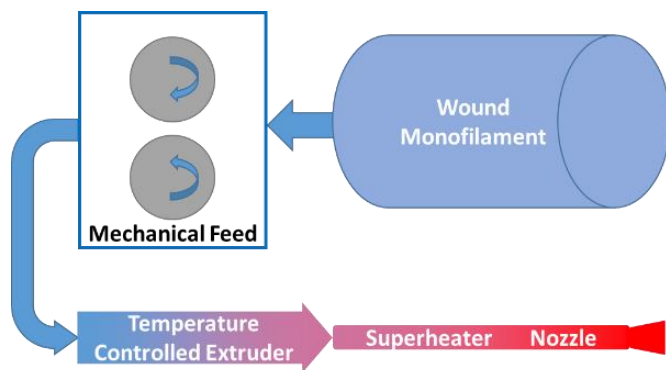 Wound
Monofilament
Mechanical Feed
Temperature
Controlled Extruder
Superheater
Nozzle